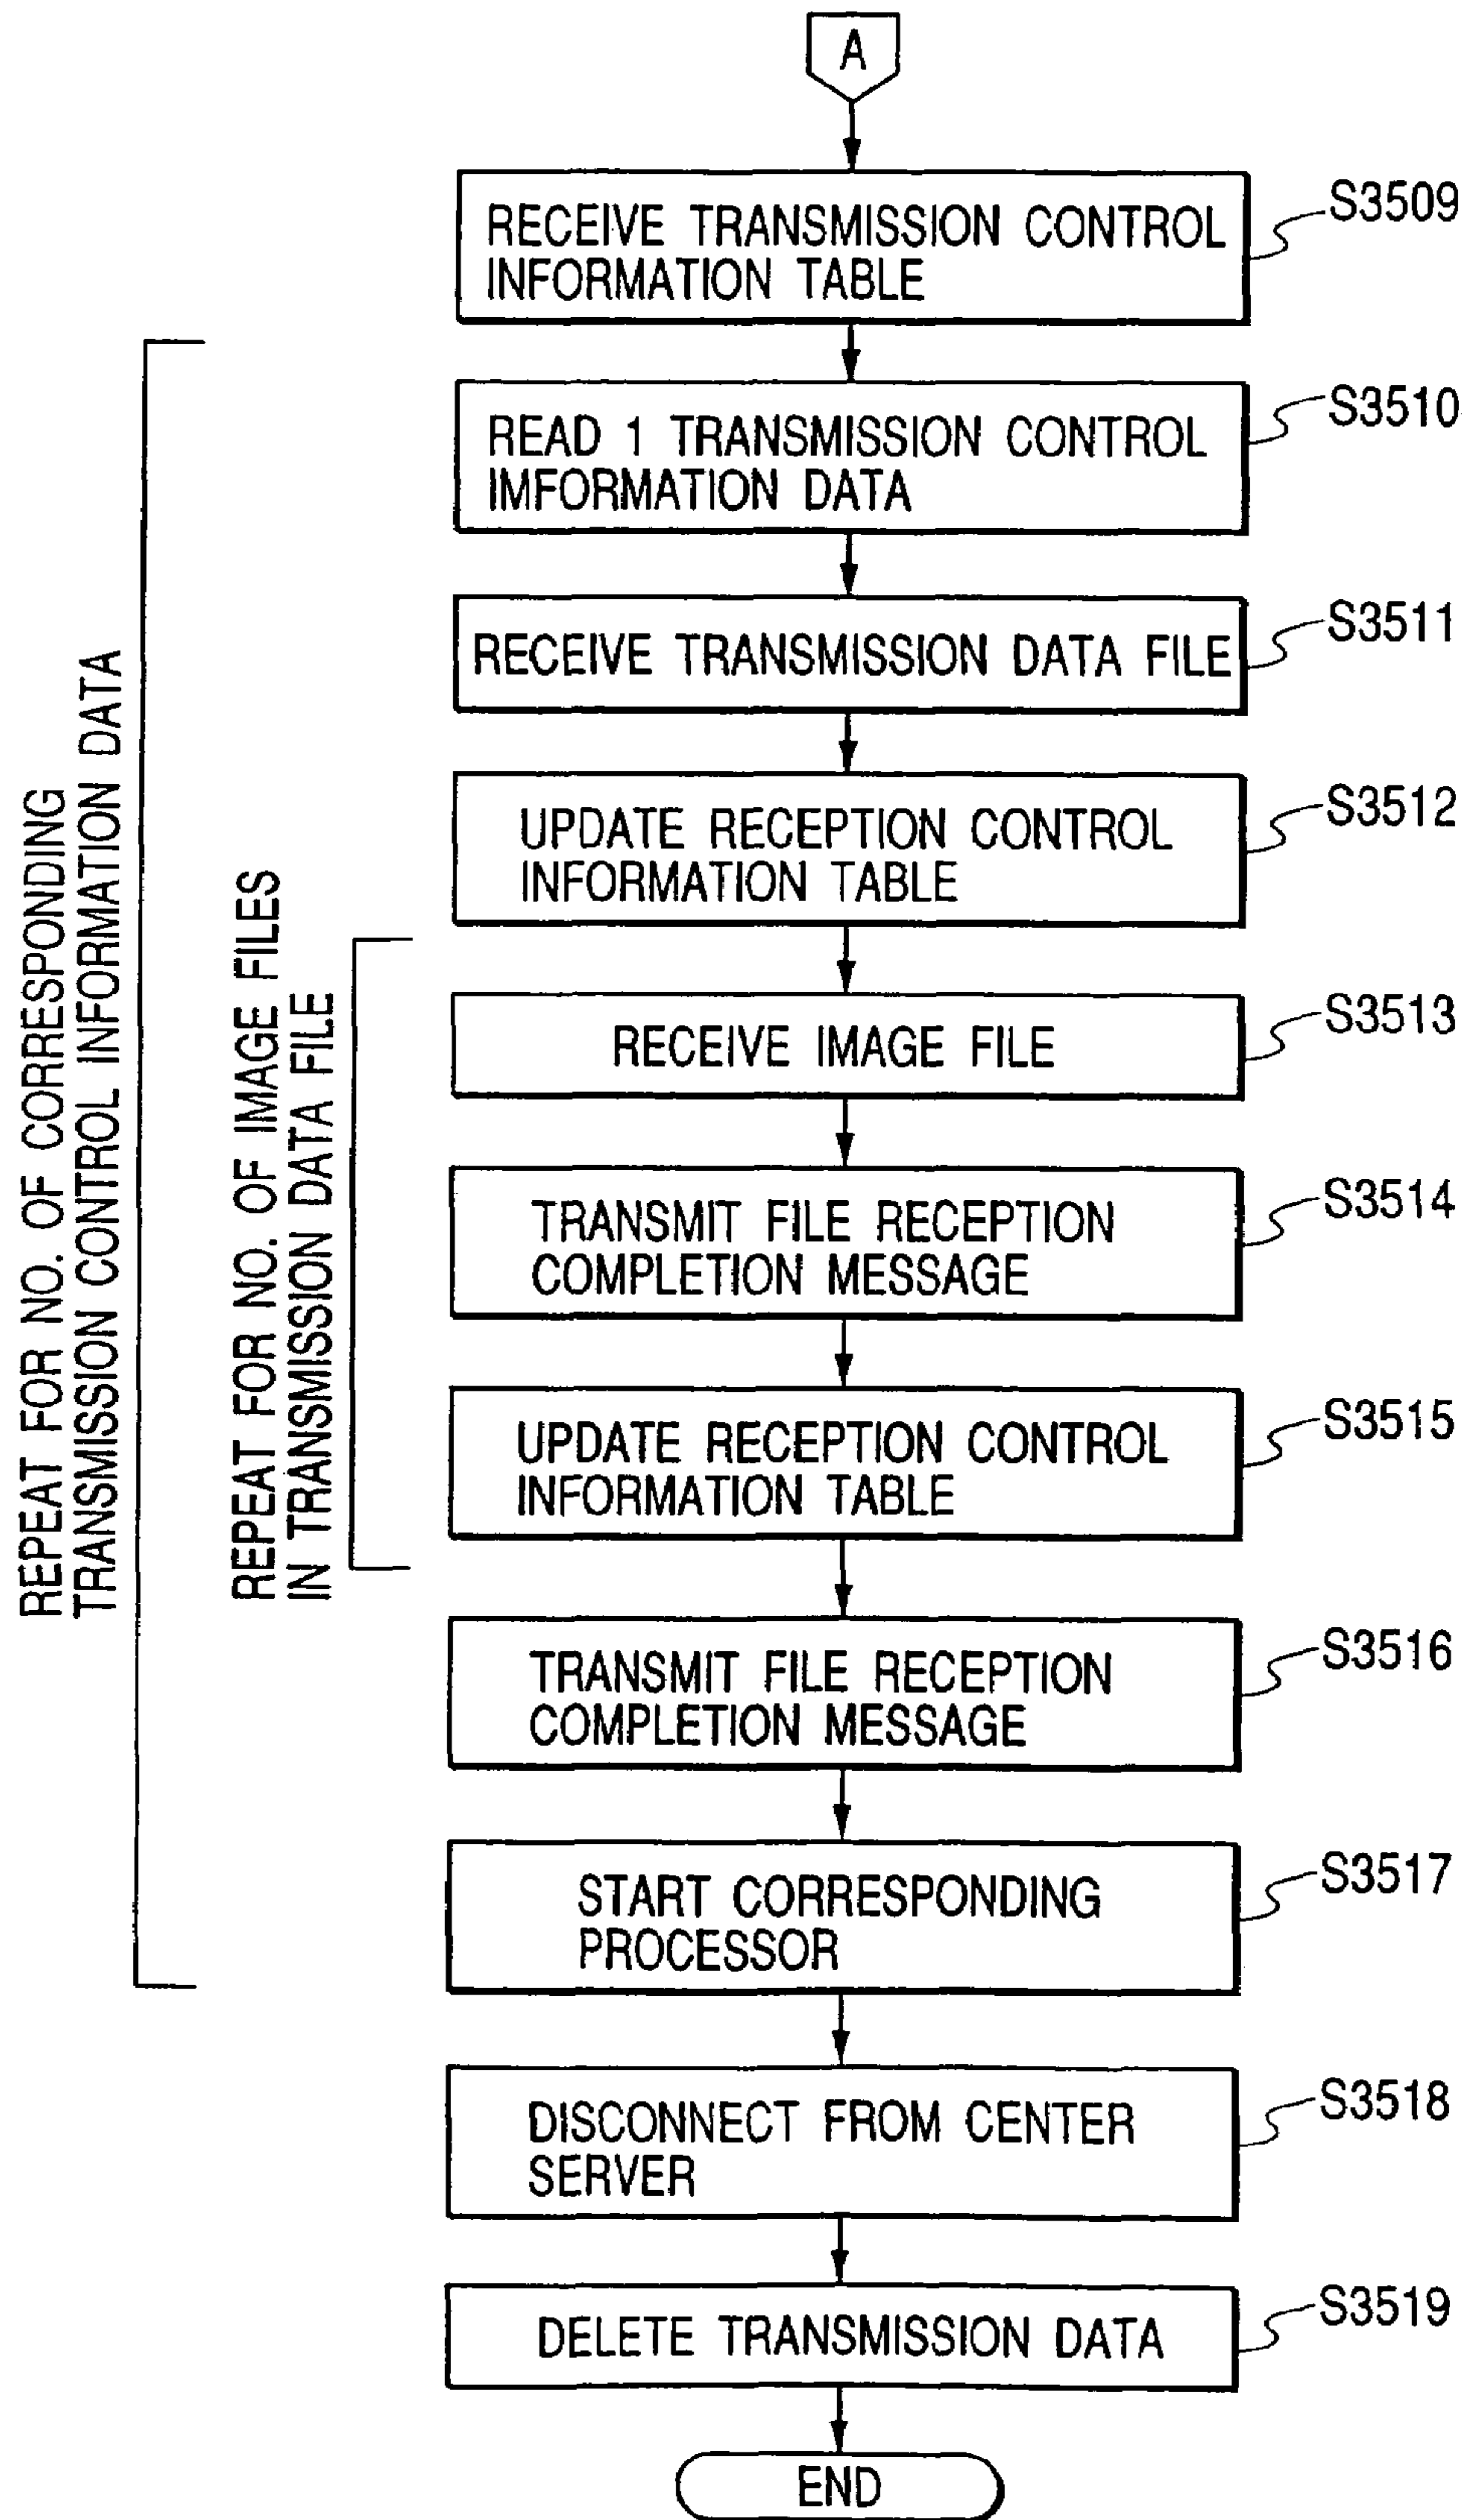 A
RECEIVE TRANSMISSION CONTROL
INFORMATION TABLE
S3509
READ 1 TRANSMISSION CONTROL
IMFORMATION DATA
S3510
RECEIVE TRANSMISSION DATA FILE
S3511
UPDATE RECEPTION CONTROL
INFORMATION TABLE
S3512
RECEIVE IMAGE FILE
S3513
TRANSMIT FILE RECEPTION
COMPLETION MESSAGE
S3514
UPDATE RECEPTION CONTROL
INFORMATION TABLE
S3515
TRANSMIT FILE RECEPTION
COMPLETION MESSAGE
S3516
START CORRESPONDING
PROCESSOR
S3517
DISCONNECT FROM CENTER
SERVER
S3518
DELETE TRANSMISSION DATA
S3519
END
REPEAT FOR NO. OF CORRESPONDING
TRANSMISSION CONTROL INFORMATION DATA
REPEAT FOR NO. OF IMAGE FILES
IN TRANSMISSION DATA FILE